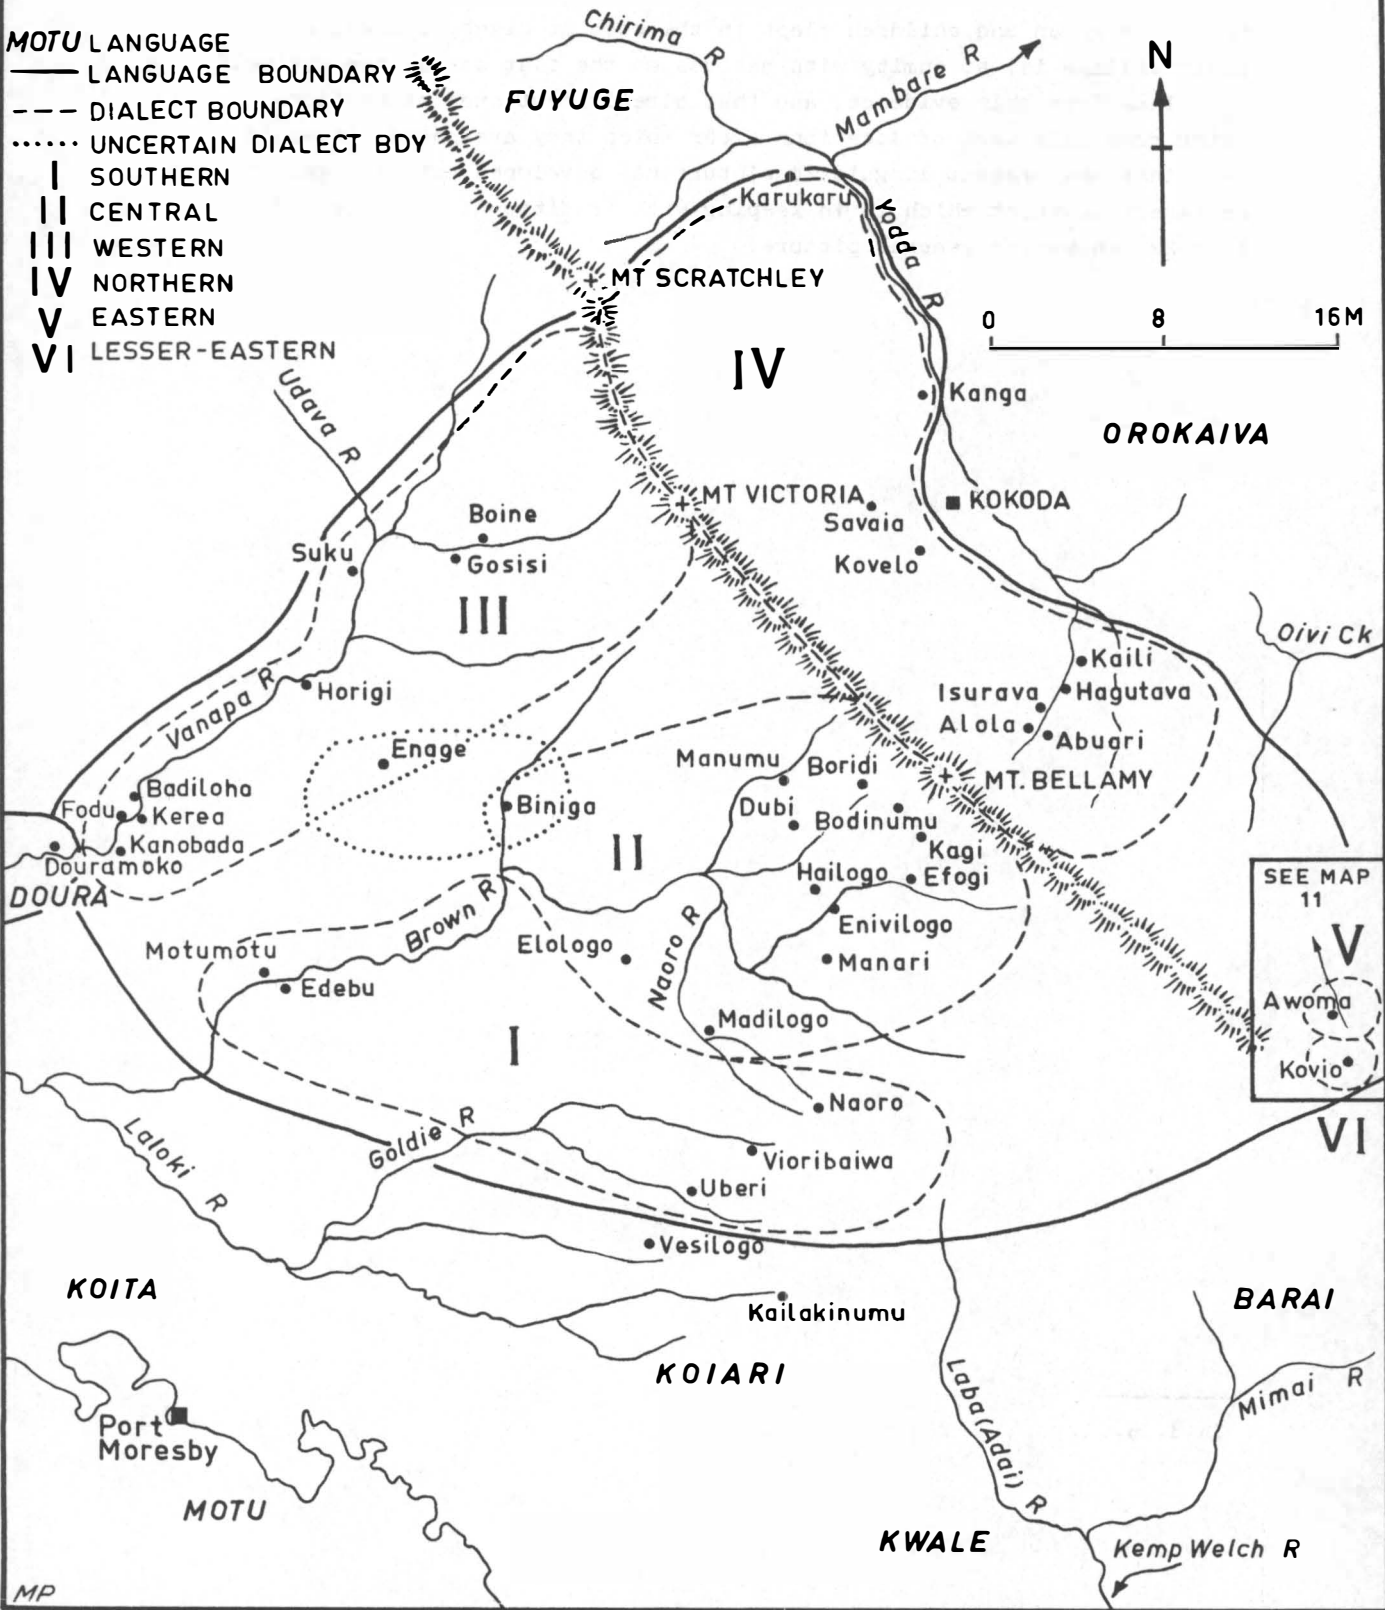 MOTU LANGUAGE
LANGUAGE BOUNDARY
DIALECT BOUNDARY
UNCERTAIN DIALECT BDY
I SOUTHERN
II CENTRAL
III WESTERN
IV NORTHERN
V EASTERN
VI LESSER-EASTERN
Chirima R
FUYUGE
Mambare R
N
Karukaru
Yodda R
MT SCRATCHLEY
0 8 16M
IV
Udava R
Kanga
OROKAIVA
MT VICTORIA
Savaia
KOKODA
Boine
Suku
Gosisi
Kovelo
III
Oivi Ck
Kaili
Vanapa R
Horigi
Isurava
Hagutava
Alola
Abuari
Enage
Manumu
Boridi
MT. BELLAMY
Badiloha
Fodu
Kerea
Biniga
Dubi
Bodinumu
Kanobada
Douramoko
II
Kagi
Hailogo
Efogi
SEE MAP
11
DOURA
Brown R
Naoro R
Enivilogo
V
Motumotu
Elologo
Manari
Edebu
Awoma
Madilogo
I
Kovio
Naoro
Goldie R
VI
Laloki R
Vioribaiwa
Uberi
Vesilogo
KOITA
BARAI
Kailakinumu
KOIARI
Laba(Adai) R
Mimai R
Port
Moresby
MOTU
KWALE
Kemp Welch R
MP